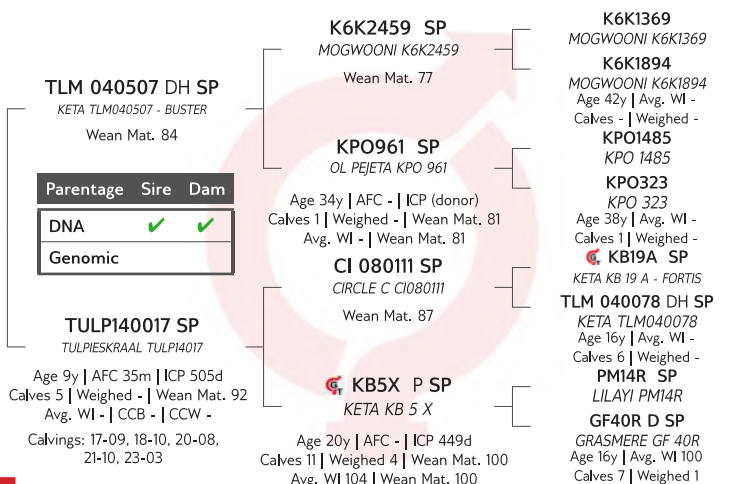 TLM 040507 DH SP
KETA TLM040507 - BUSTER
Wean Mat. 84
Parentage Sire Dam
DNA ✔ ✔
Genomic
TULP140017 SP
TULPIESKRAAL TULP14017
Age 9y | AFC 35m | ICP 505d
Calves 5 | Weighed - | Wean Mat. 92
Avg. WI - | CCB - | CCW -
Calvings: 17-09, 18-10, 20-08,
21-10, 23-03
K6K2459 SP
MOGWOONI K6K2459
Wean Mat. 77
KPO961 SP
OL PEJETA KPO 961
Age 34y | AFC - | ICP (donor)
Calves 1 | Weighed - | Wean Mat. 81
Avg. WI - | Wean Mat. 81
CI 080111 SP
CIRCLE C CI080111
Wean Mat. 87
GT KB5X P SP
KETA KB 5 X
Age 20y | AFC - | ICP 449d
Calves 11 | Weighed 4 | Wean Mat. 100
Avg. WI 104 | Wean Mat. 100
K6K1369
MOGWOONI K6K1369
K6K1894
MOGWOONI K6K1894
Age 42y | Avg. WI -
Calves - | Weighed -
KPO1485
KPO 1485
KPO323
KPO 323
Age 38y | Avg. WI -
Calves 1 | Weighed -
GT KB19A SP
KETA KB 19 A - FORTIS
TLM 040078 DH SP
KETA TLM040078
Age 16y | Avg. WI -
Calves 6 | Weighed -
PM14R SP
LILAYI PM14R
GF40R D SP
GRASMERE GF 40R
Age 16y | Avg. WI 100
Calves 7 | Weighed 1